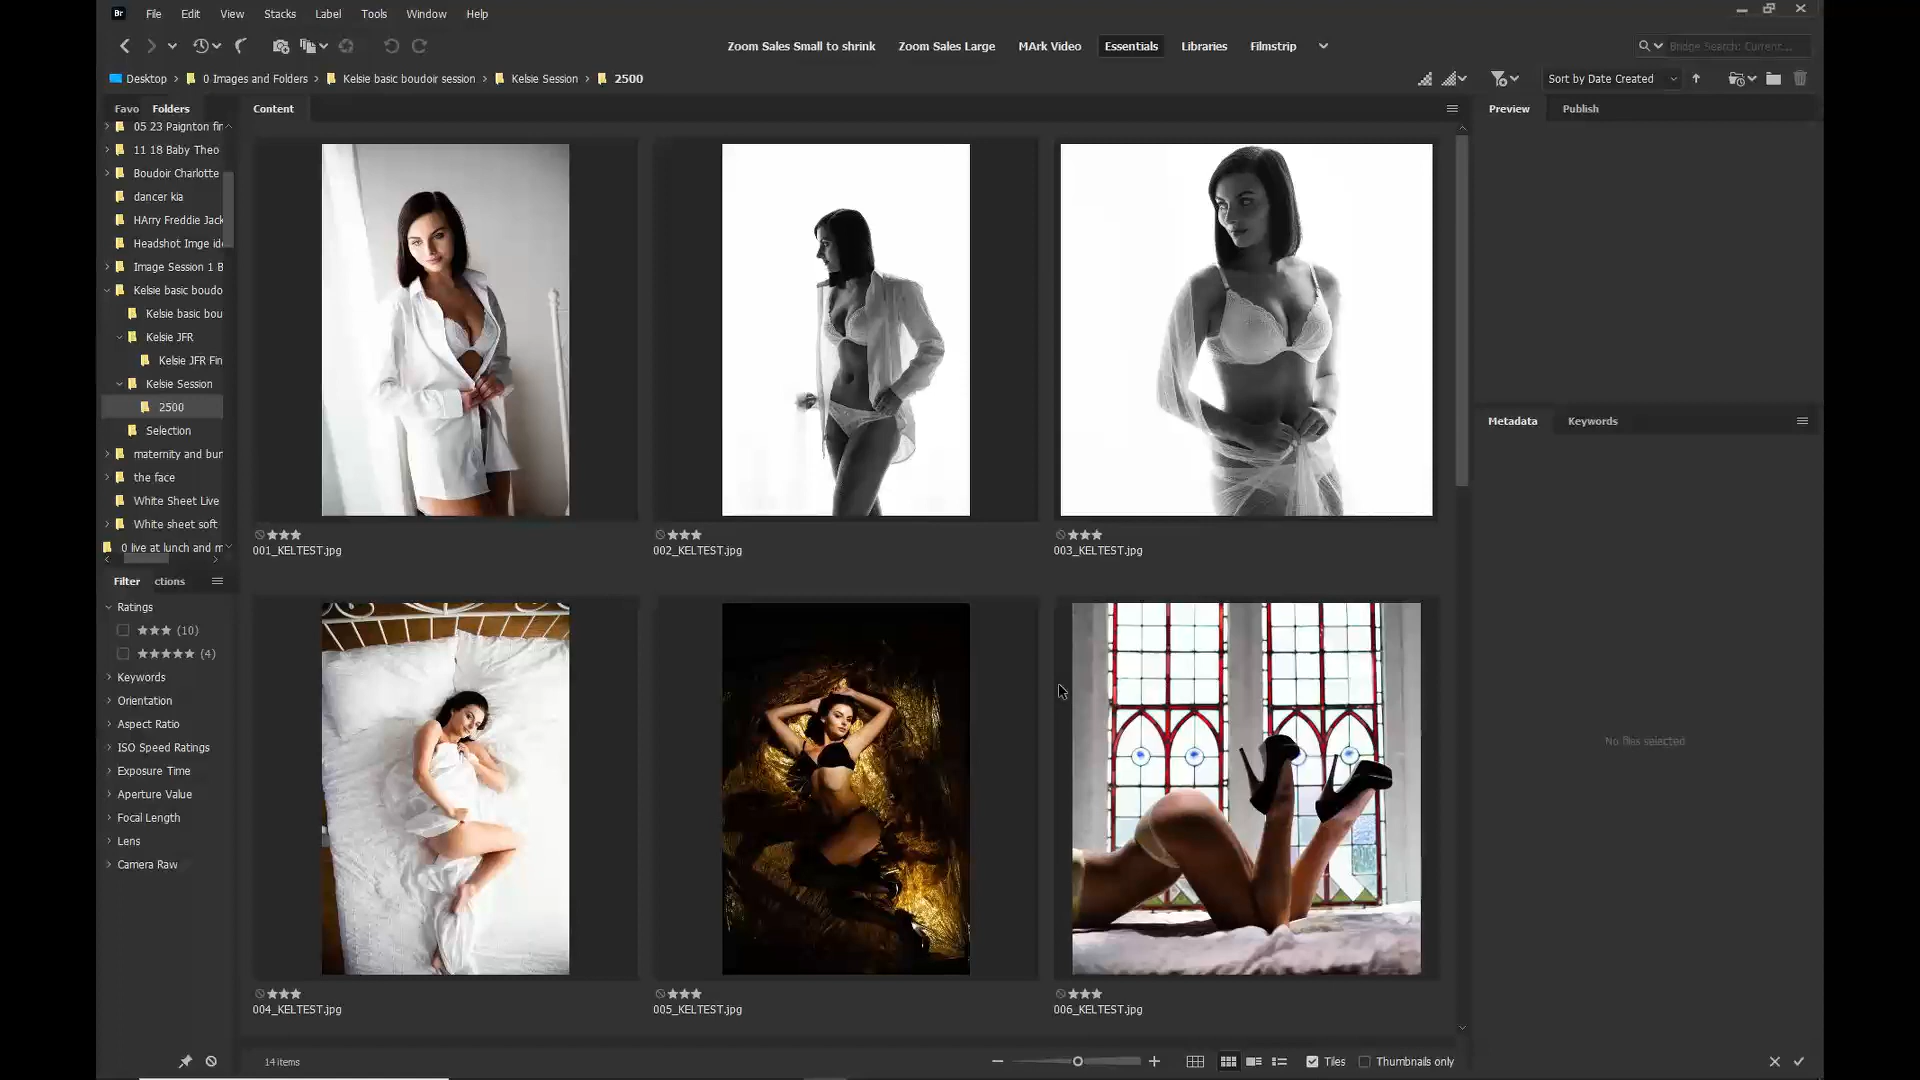 Br File Edit View Stacks Label Tools Window Help
Zoom Sales Small to shrink Zoom Sales Large MArk Video Essentials Libraries Filmstrip Bridge Search: Current...
Desktop 0 Images and Folders Kelsie basic boudoir session Kelsie Session 2500 Sort by Date Created
Favo Folders
05 23 Paignton fir
11 18 Baby Theo
Boudoir Charlotte
dancer kia
HArry Freddie Jack
Headshot Imge id
Image Session 1 B
Kelsie basic boudo
Kelsie basic bou
Kelsie JFR
Kelsie JFR Fin
Kelsie Session
2500
Selection
maternity and bur
the face
White Sheet Live
White sheet soft
0 live at lunch and m
Filter ctions
Ratings
(10)
(4)
Keywords
Orientation
Aspect Ratio
ISO Speed Ratings
Exposure Time
Aperture Value
Focal Length
Lens
Camera Raw
Content
001_KELTEST.jpg
002_KELTEST.jpg
003_KELTEST.jpg
004_KELTEST.jpg
005_KELTEST.jpg
006_KELTEST.jpg
14 items
Tiles Thumbnails only
Preview Publish
Metadata Keywords
No files selected